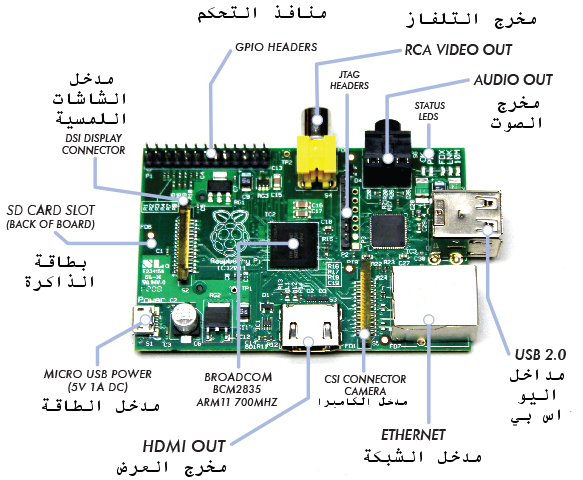 منافذ التحكم
GPIO HEADERS
مخرج التلفاز
RCA VIDEO OUT
JTAG
HEADERS
AUDIO OUT
مخرج
الصوت
STATUS
LEDS
مدخل
الشاشات
اللمسية
DSI DISPLAY
CONNECTOR
SD CARD SLOT
(BACK OF BOARD)
بطاقة
الذاكرة
MICRO USB POWER
(5V 1A DC)
مدخل الطاقة
BROADCOM
BCM2835
ARM11 700MHZ
HDMI OUT
مخرج العرض
CSI CONNECTOR
CAMERA
مدخل الكاميرا
ETHERNET
مدخل الشبكة
USB 2.0
مداخل
اليو
اس بي
Power
Raspberry Pi